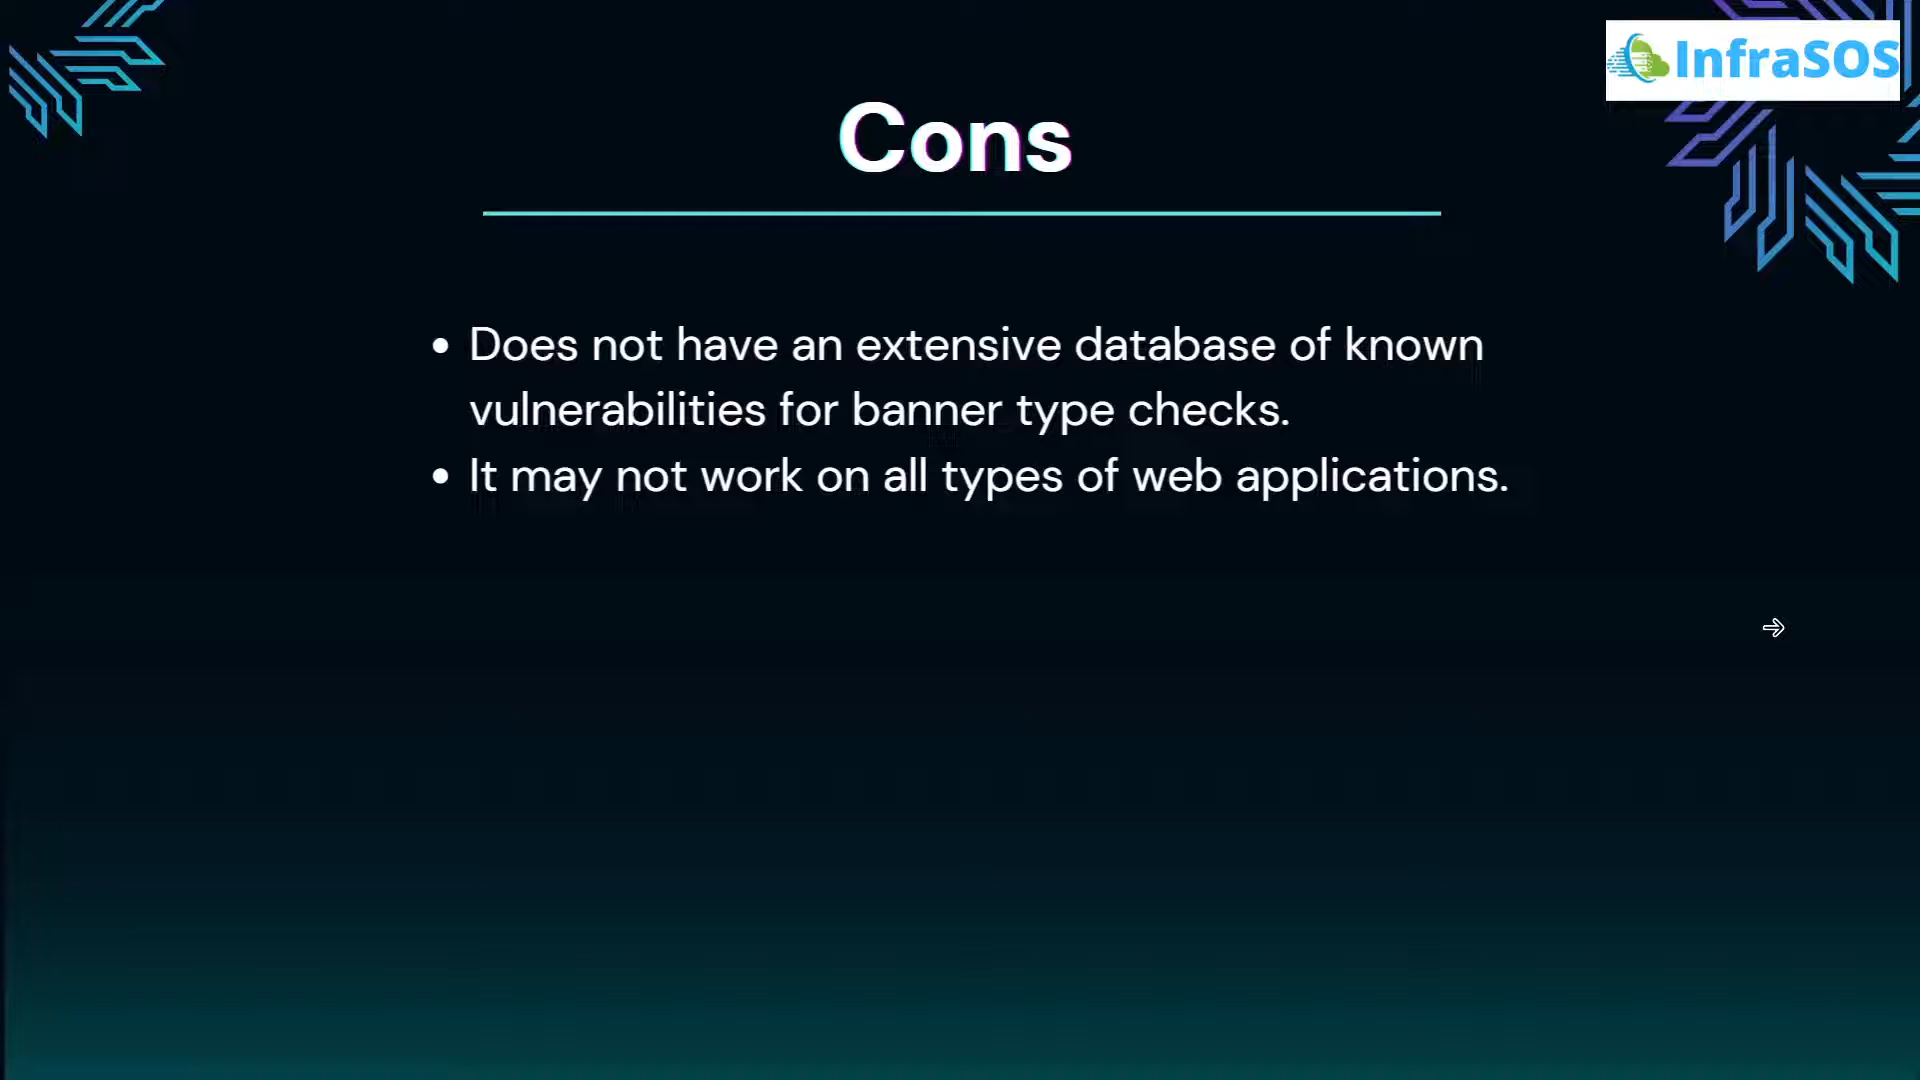 InfraSOS
Cons
• Does not have an extensive database of known
vulnerabilities for banner type checks.
• It may not work on all types of web applications.